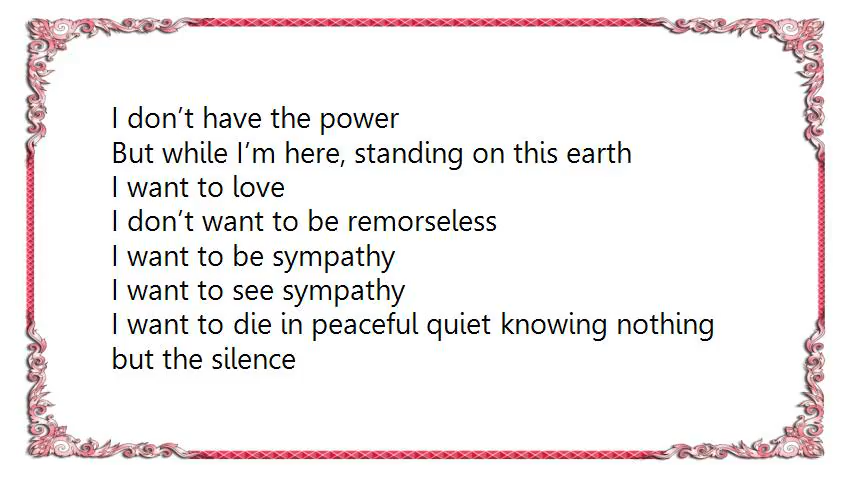 I don’t have the power
But while I’m here, standing on this earth
I want to love
I don’t want to be remorseless
I want to be sympathy
I want to see sympathy
I want to die in peaceful quiet knowing nothing
but the silence